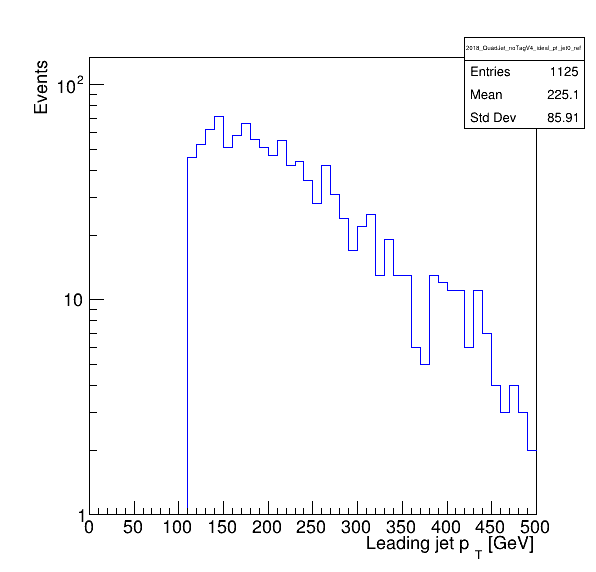 2018_QuadJet_noTagV4_ideal_pt_jet0_ref
Entries 1125
Mean 225.1
Std Dev 85.91
Events
10²
10
1
0 50 100 150 200 250 300 350 400 450 500
Leading jet p_T [GeV]